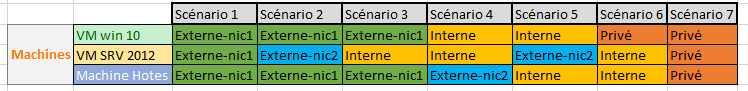 Scénario 1 Scénario 2 Scénario 3 Scénario 4 Scénario 5 Scénario 6 Scénario 7
VM win 10 Externe-nic1 Externe-nic1 Externe-nic1 Interne Interne Privé Privé
Machines VM SRV 2012 Externe-nic1 Externe-nic2 Interne Interne Externe-nic2 Interne Privé
Machine Hotes Externe-nic1 Externe-nic1 Externe-nic1 Externe-nic2 Interne Interne Privé